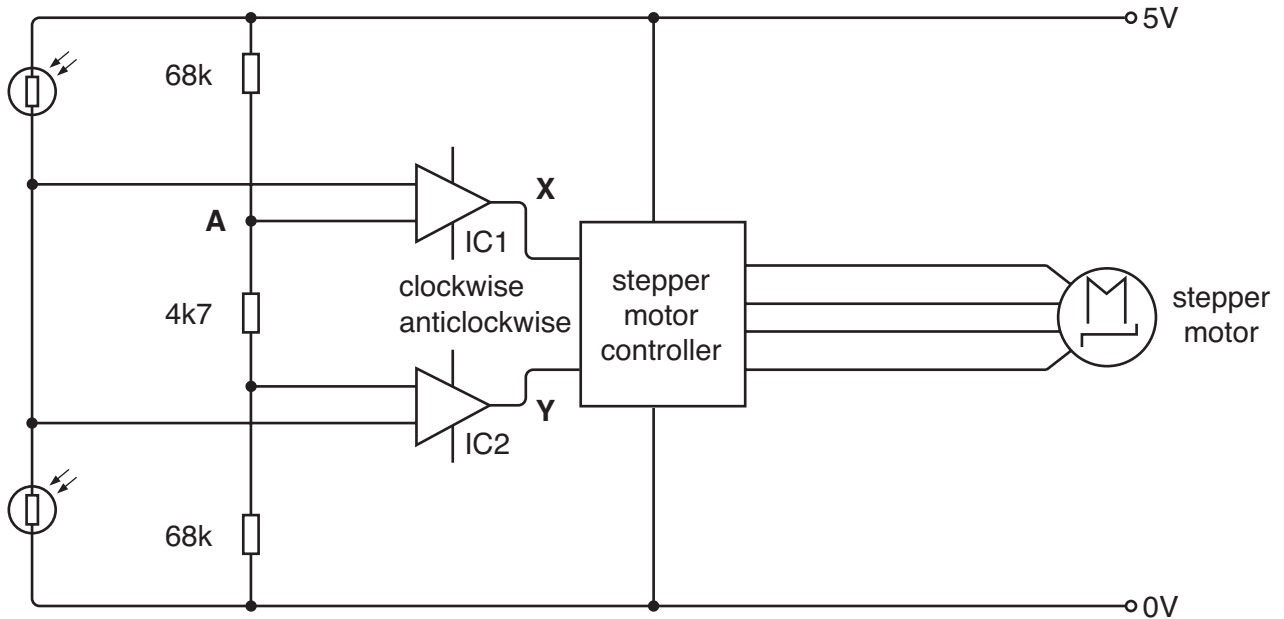 5V
68k
X
A
IC1
clockwise
anticlockwise
stepper
motor
controller
stepper
motor
4k7
Y
IC2
68k
0V